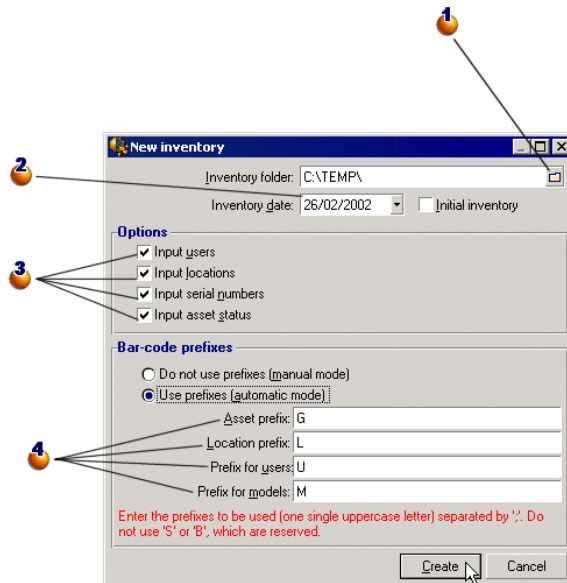 1
New inventory
2
Inventory folder: C:\TEMP\
Inventory date: 26/02/2002 Initial inventory
Options
Input users
3
Input locations
Input serial numbers
Input asset status
Bar-code prefixes
Do not use prefixes (manual mode)
Use prefixes (automatic mode)
Asset prefix: G
Location prefix: L
4
Prefix for users: U
Prefix for models: M
Enter the prefixes to be used (one single uppercase letter) separated by ';'. Do
not use 'S' or 'B', which are reserved.
Create Cancel